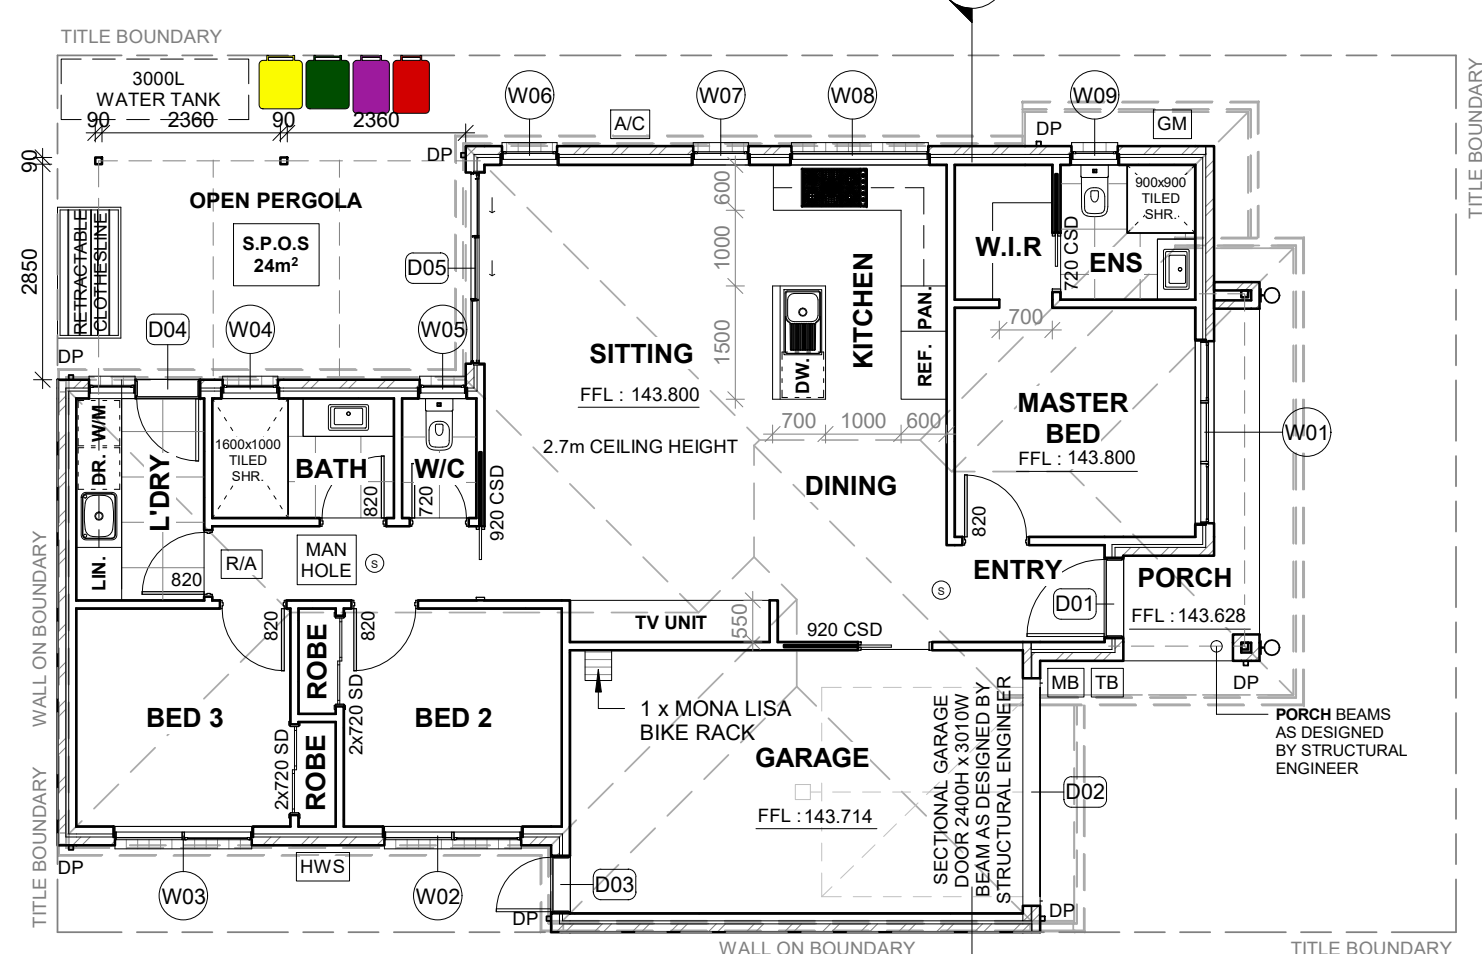 TITLE BOUNDARY
3000L
WATER TANK
90
2360
90
2360
W06
W07
W08
W09
A/C
DP
GM
TITLE BOUNDARY
90
DP
OPEN PERGOLA
S.P.O.S
24m²
2850
RETRACTABLE
CLOTHESLINE
D05
D04
W04
W05
DP
600
1000
1500
KITCHEN
PAN.
REF.
DW.
700
1000
600
W.I.R
720 CSD
ENS
900x900
TILED
SHR.
700
SITTING
FFL : 143.800
2.7m CEILING HEIGHT
MASTER
BED
FFL : 143.800
W01
DINING
820
W/M
DR.
L'DRY
LIN.
820
1600x1000
TILED
SHR.
BATH
820
W/C
720
920 CSD
R/A
MAN
HOLE
S
S
ENTRY
D01
PORCH
FFL : 143.628
WALL ON BOUNDARY
820
ROBE
820
2x720 SD
TV UNIT
550
920 CSD
MB
TB
DP
BED 3
BED 2
2x720 SD
ROBE
1 x MONA LISA
BIKE RACK
GARAGE
FFL : 143.714
SECTIONAL GARAGE
DOOR 2400H x 3010W
BEAM AS DESIGNED BY
STRUCTURAL ENGINEER
D02
PORCH BEAMS
AS DESIGNED
BY STRUCTURAL
ENGINEER
TITLE BOUNDARY
DP
W03
HWS
W02
D03
DP
DP
WALL ON BOUNDARY
TITLE BOUNDARY